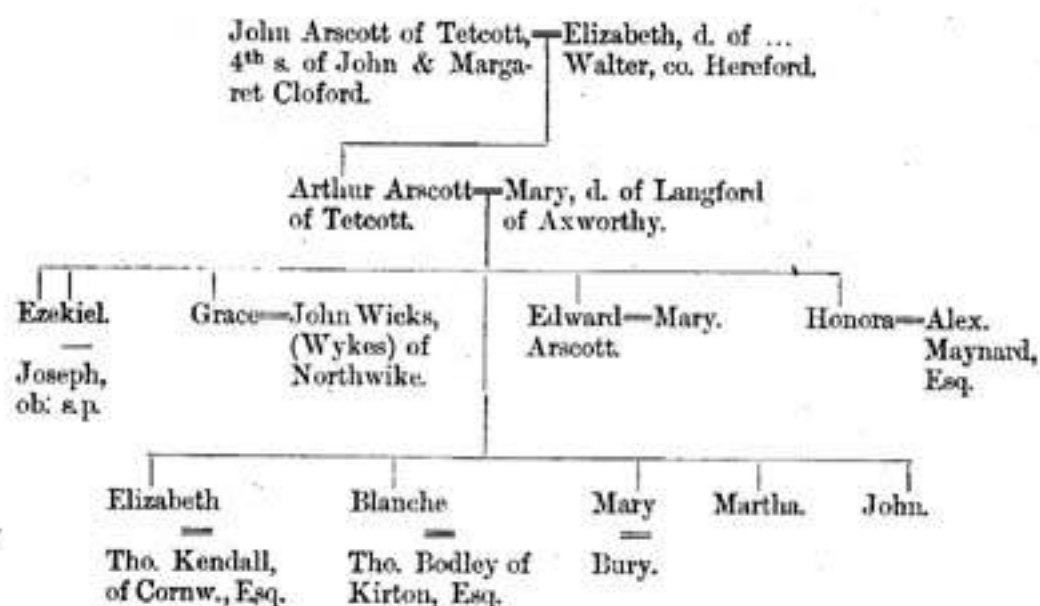 John Arscott of Tetcott,
4th s. of John & Marga-
ret Cloford.
Elizabeth, d. of ...
Walter, co. Hereford.
Arthur Arscott
of Tetcott.
Mary, d. of Langford
of Axworthy.
Ezekiel.
Joseph,
ob: s.p.
Grace
John Wicks,
(Wykes) of
Northwike.
Edward
Arscott.
Mary.
Honora
Alex.
Maynard,
Esq.
Elizabeth
Tho. Kendall,
of Cornw., Esq.
Blanche
Tho. Bodley of
Kirton, Esq.
Mary
Bury.
Martha.
John.